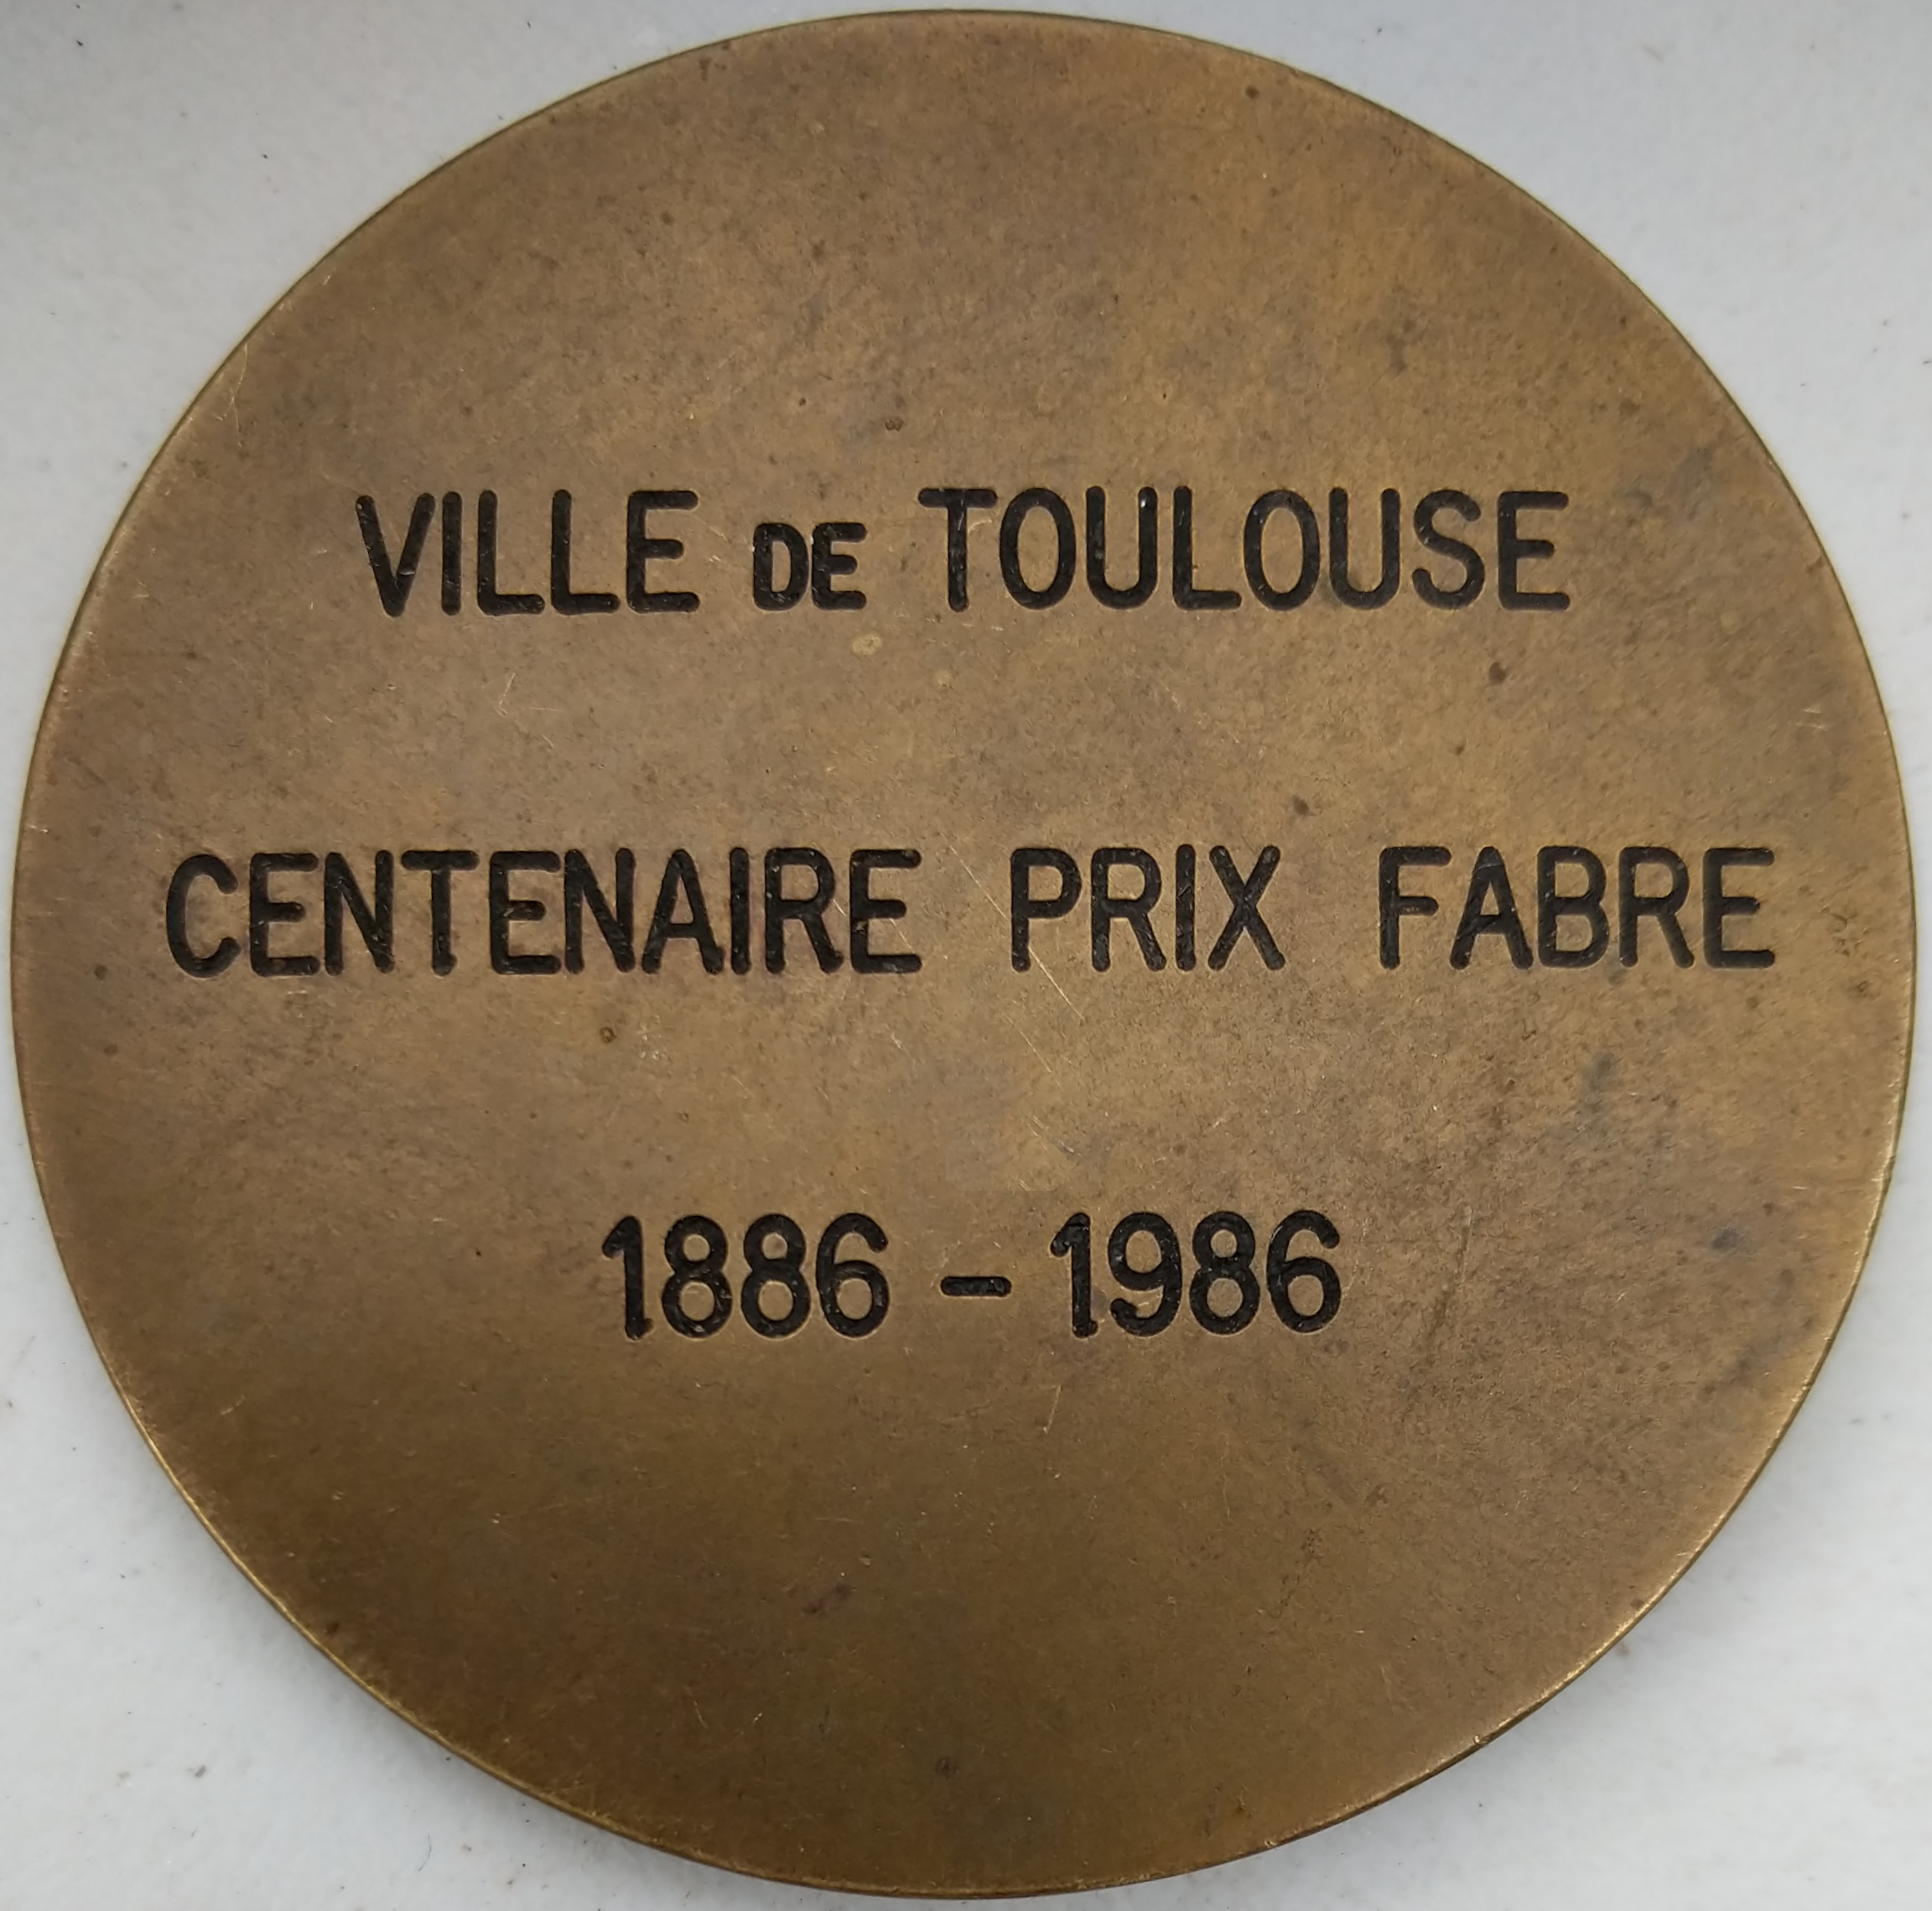 VILLE DE TOULOUSE
CENTENAIRE PRIX FABRE
1886 - 1986